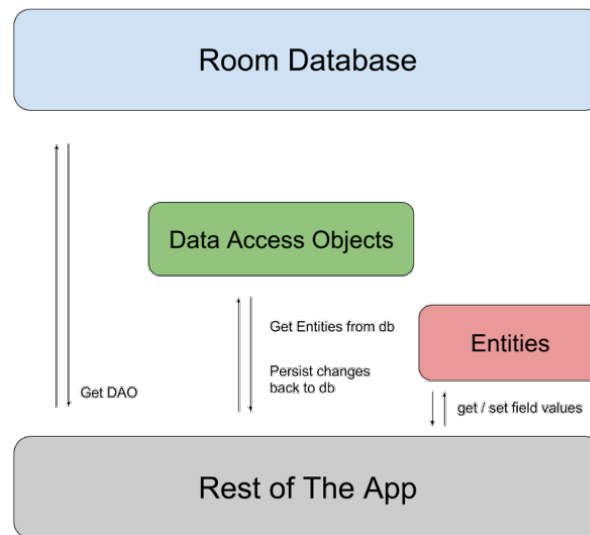 Room Database
Data Access Objects
Get Entities from db
Entities
Persist changes
back to db
Get DAO
get / set field values
Rest of The App